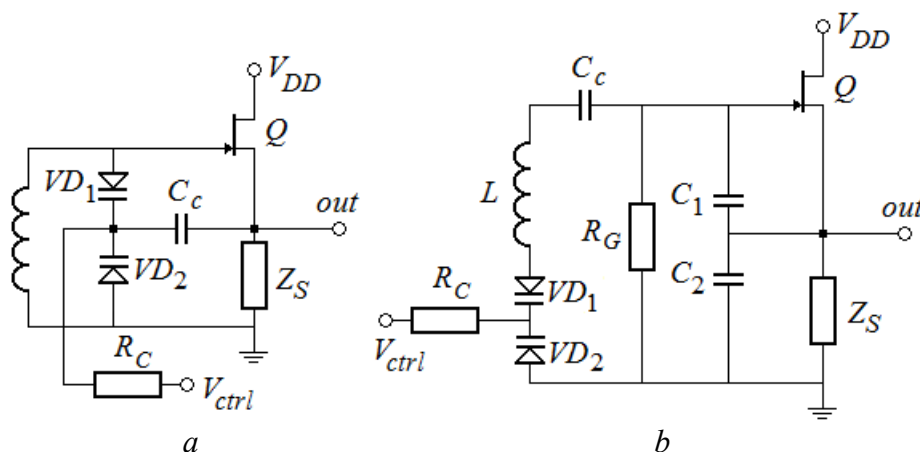 V_DD
Q
VD_1
C_c
out
VD_2
Z_S
R_C
V_ctrl
a
V_DD
C_c
Q
L
C_1
out
R_G
C_2
R_C
VD_1
Z_S
V_ctrl
VD_2
b